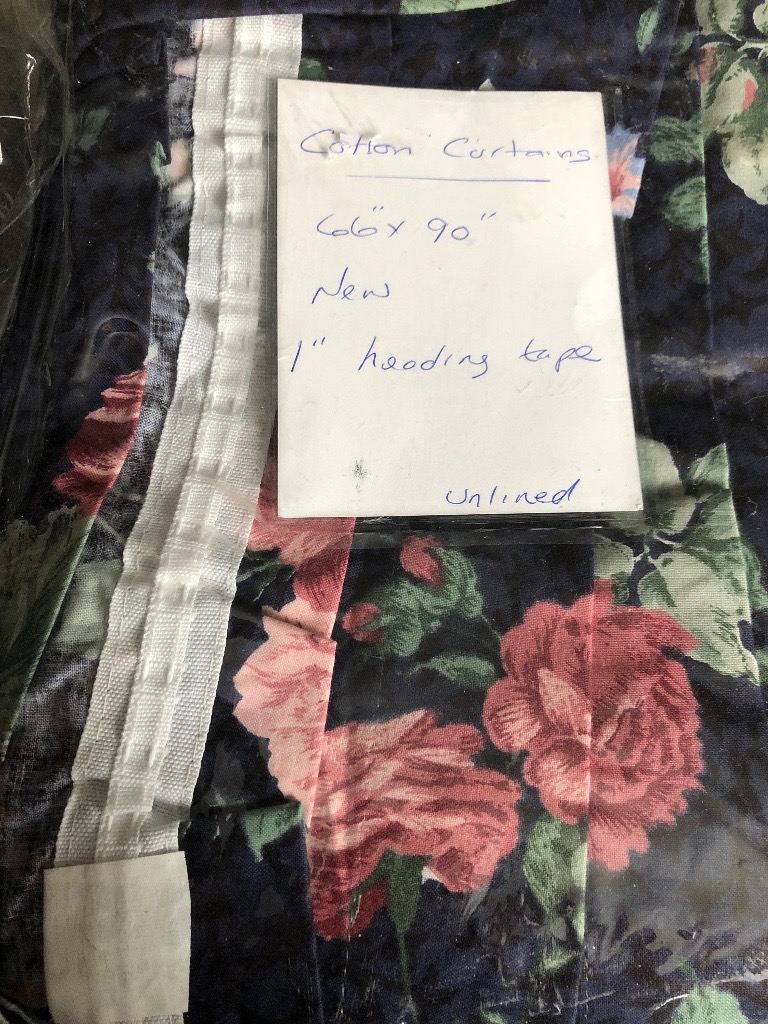 Cotton Curtains
66" x 90"
New
1" heading tape
Unlined